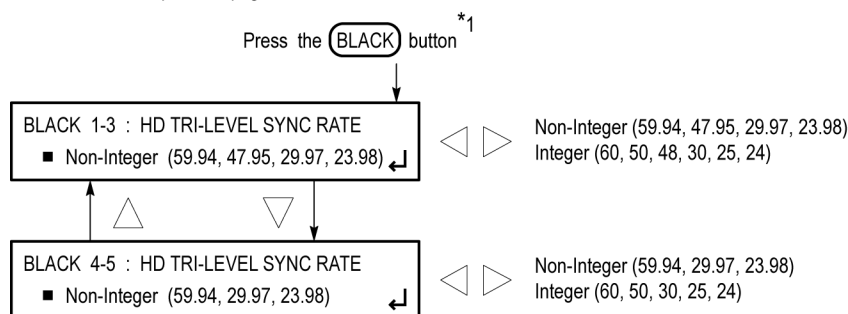 Press the BLACK button *1
BLACK 1-3 : HD TRI-LEVEL SYNC RATE
■ Non-Integer (59.94, 47.95, 29.97, 23.98) ↵
Non-Integer (59.94, 47.95, 29.97, 23.98)
Integer (60, 50, 48, 30, 25, 24)
BLACK 4-5 : HD TRI-LEVEL SYNC RATE
■ Non-Integer (59.94, 29.97, 23.98) ↵
Non-Integer (59.94, 29.97, 23.98)
Integer (60, 50, 30, 25, 24)